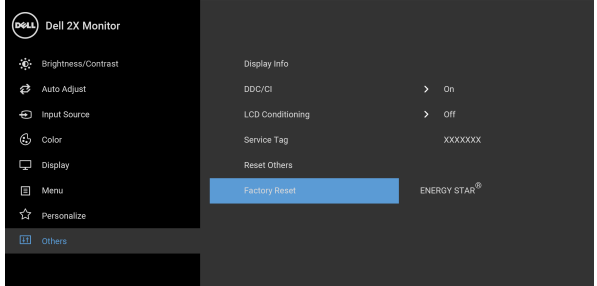 DELL Dell 2X Monitor
Brightness/Contrast
Auto Adjust
Input Source
Color
Display
Menu
Personalize
Others
Display Info
DDC/CI > On
LCD Conditioning > Off
Service Tag XXXXXXX
Reset Others
Factory Reset ENERGY STAR®